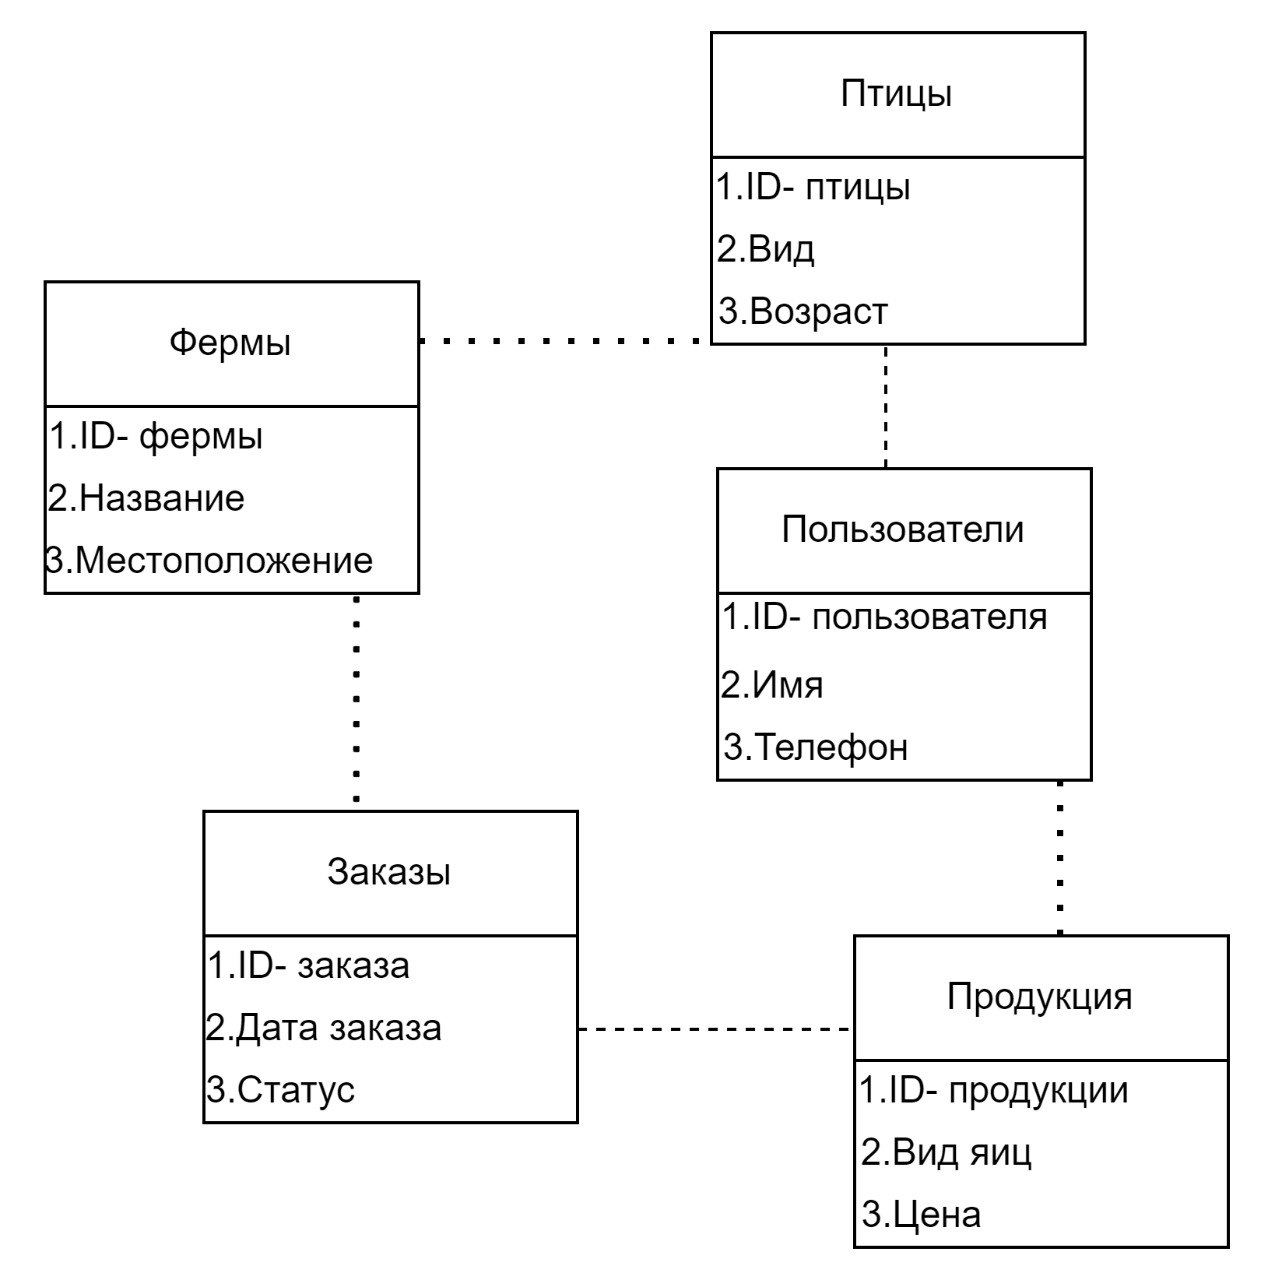 Птицы
1.ID- птицы
2.Вид
3.Возраст
Фермы
1.ID- фермы
2.Название
3.Местоположение
Пользователи
1.ID- пользователя
2.Имя
3.Телефон
Заказы
1.ID- заказа
2.Дата заказа
3.Статус
Продукция
1.ID- продукции
2.Вид яиц
3.Цена